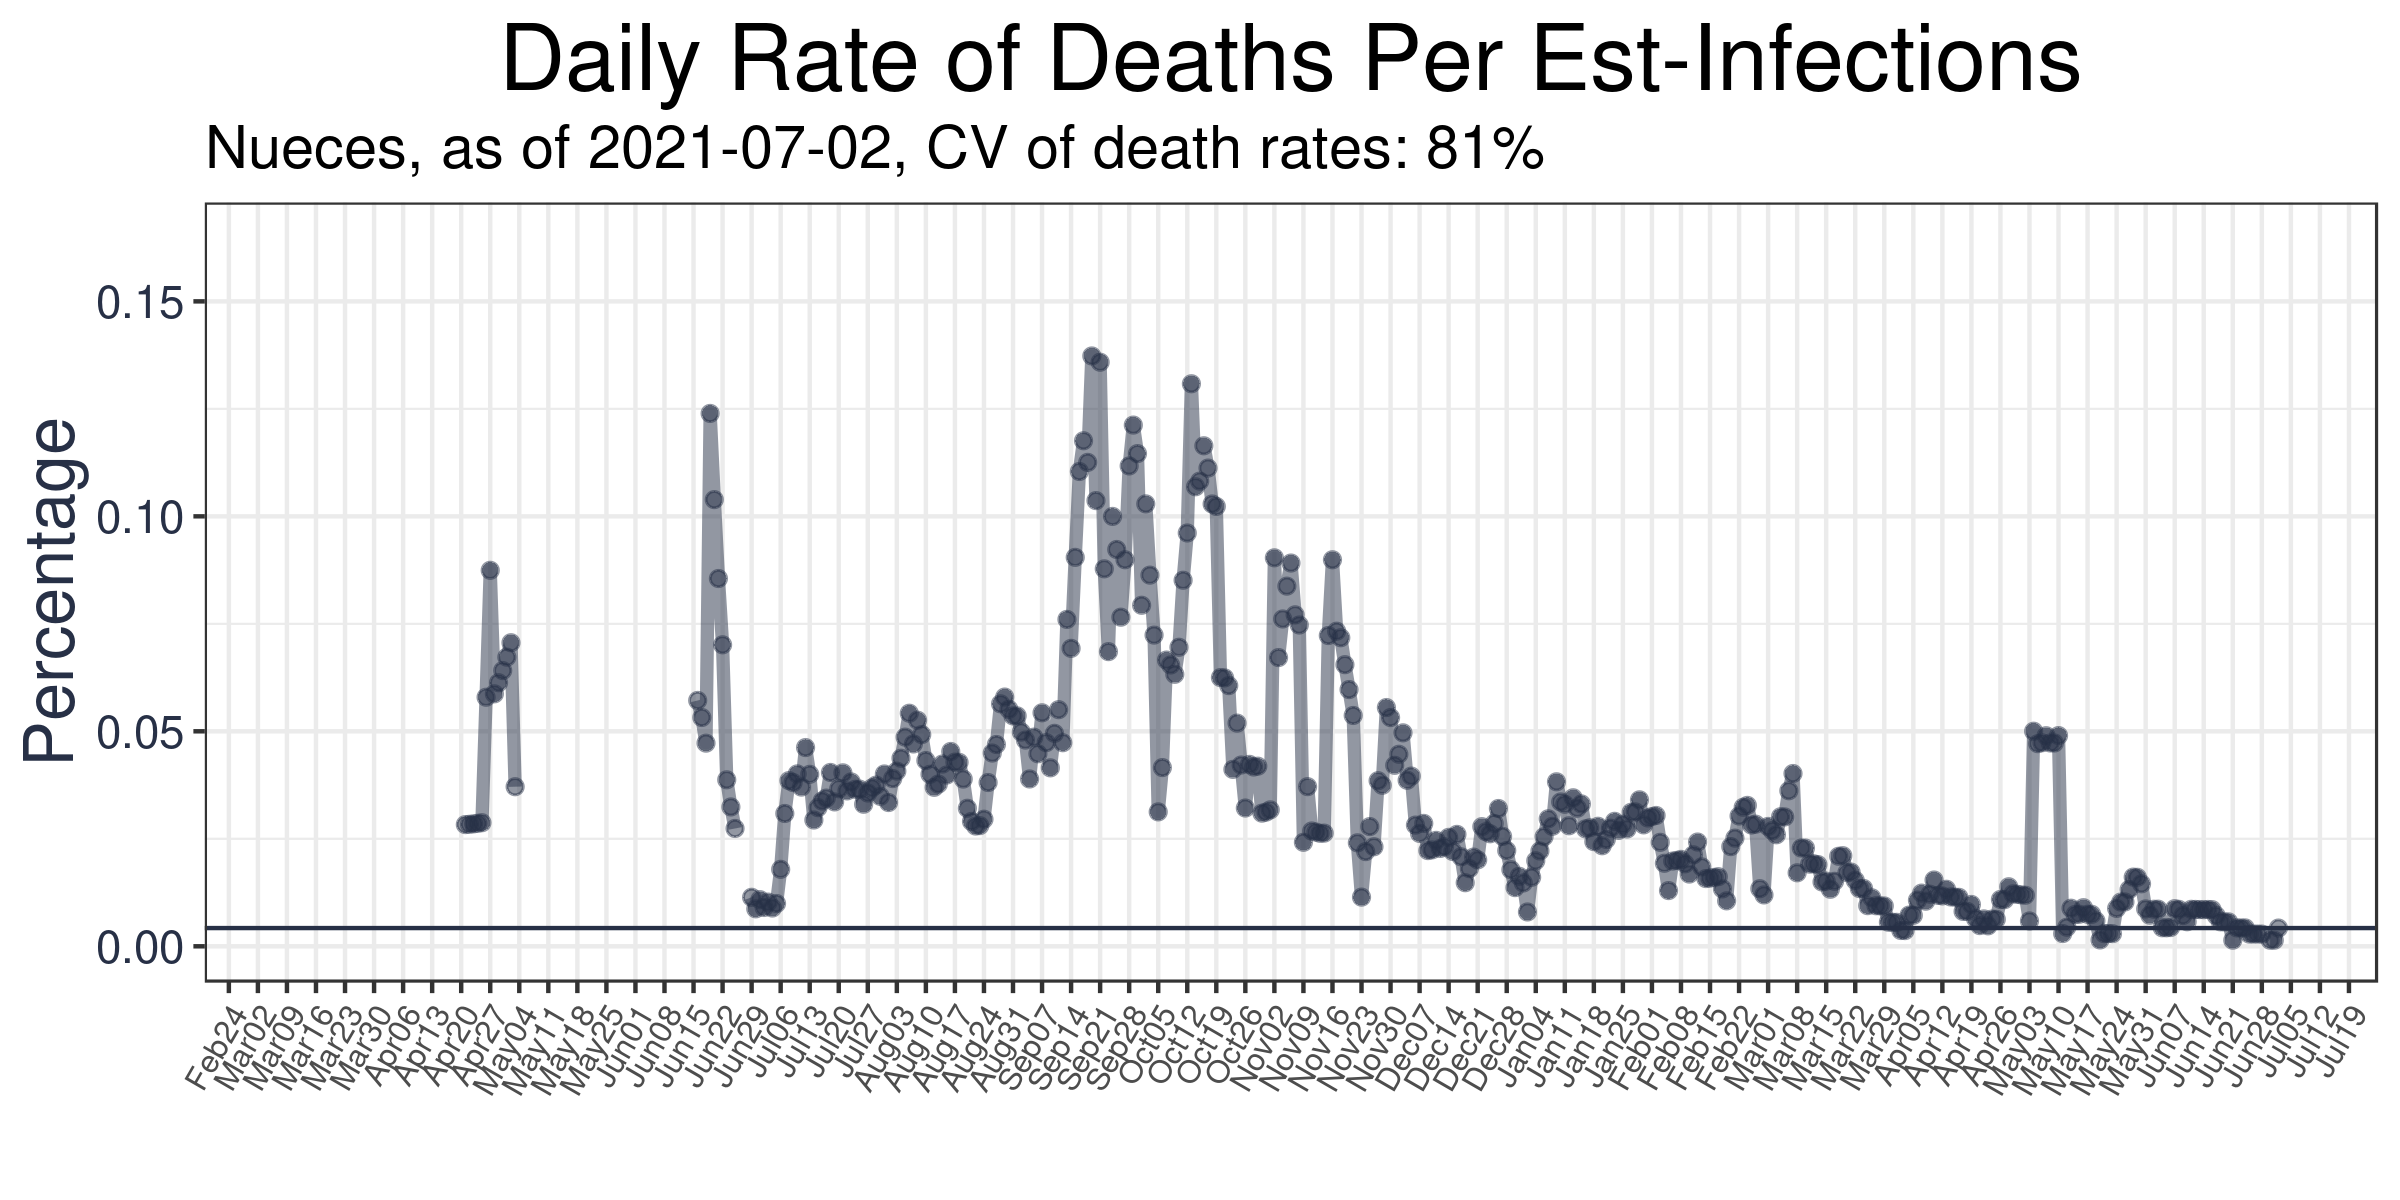 Daily Rate of Deaths Per Est-Infections
Nueces, as of 2021-07-02, CV of death rates: 81%
Percentage
0.15
0.10
0.05
0.00
Feb24
Mar02
Mar09
Mar16
Mar23
Mar30
Apr06
Apr13
Apr20
Apr27
May04
May11
May18
May25
Jun01
Jun08
Jun15
Jun22
Jun29
Jul06
Jul13
Jul20
Jul27
Aug03
Aug10
Aug17
Aug24
Aug31
Sep07
Sep14
Sep21
Sep28
Oct05
Oct12
Oct19
Oct26
Nov02
Nov09
Nov16
Nov23
Nov30
Dec07
Dec14
Dec21
Dec28
Jan04
Jan11
Jan18
Jan25
Feb01
Feb08
Feb15
Feb22
Mar01
Mar08
Mar15
Mar22
Mar29
Apr05
Apr12
Apr19
Apr26
May03
May10
May17
May24
May31
Jun07
Jun14
Jun21
Jun28
Jul05
Jul12
Jul19